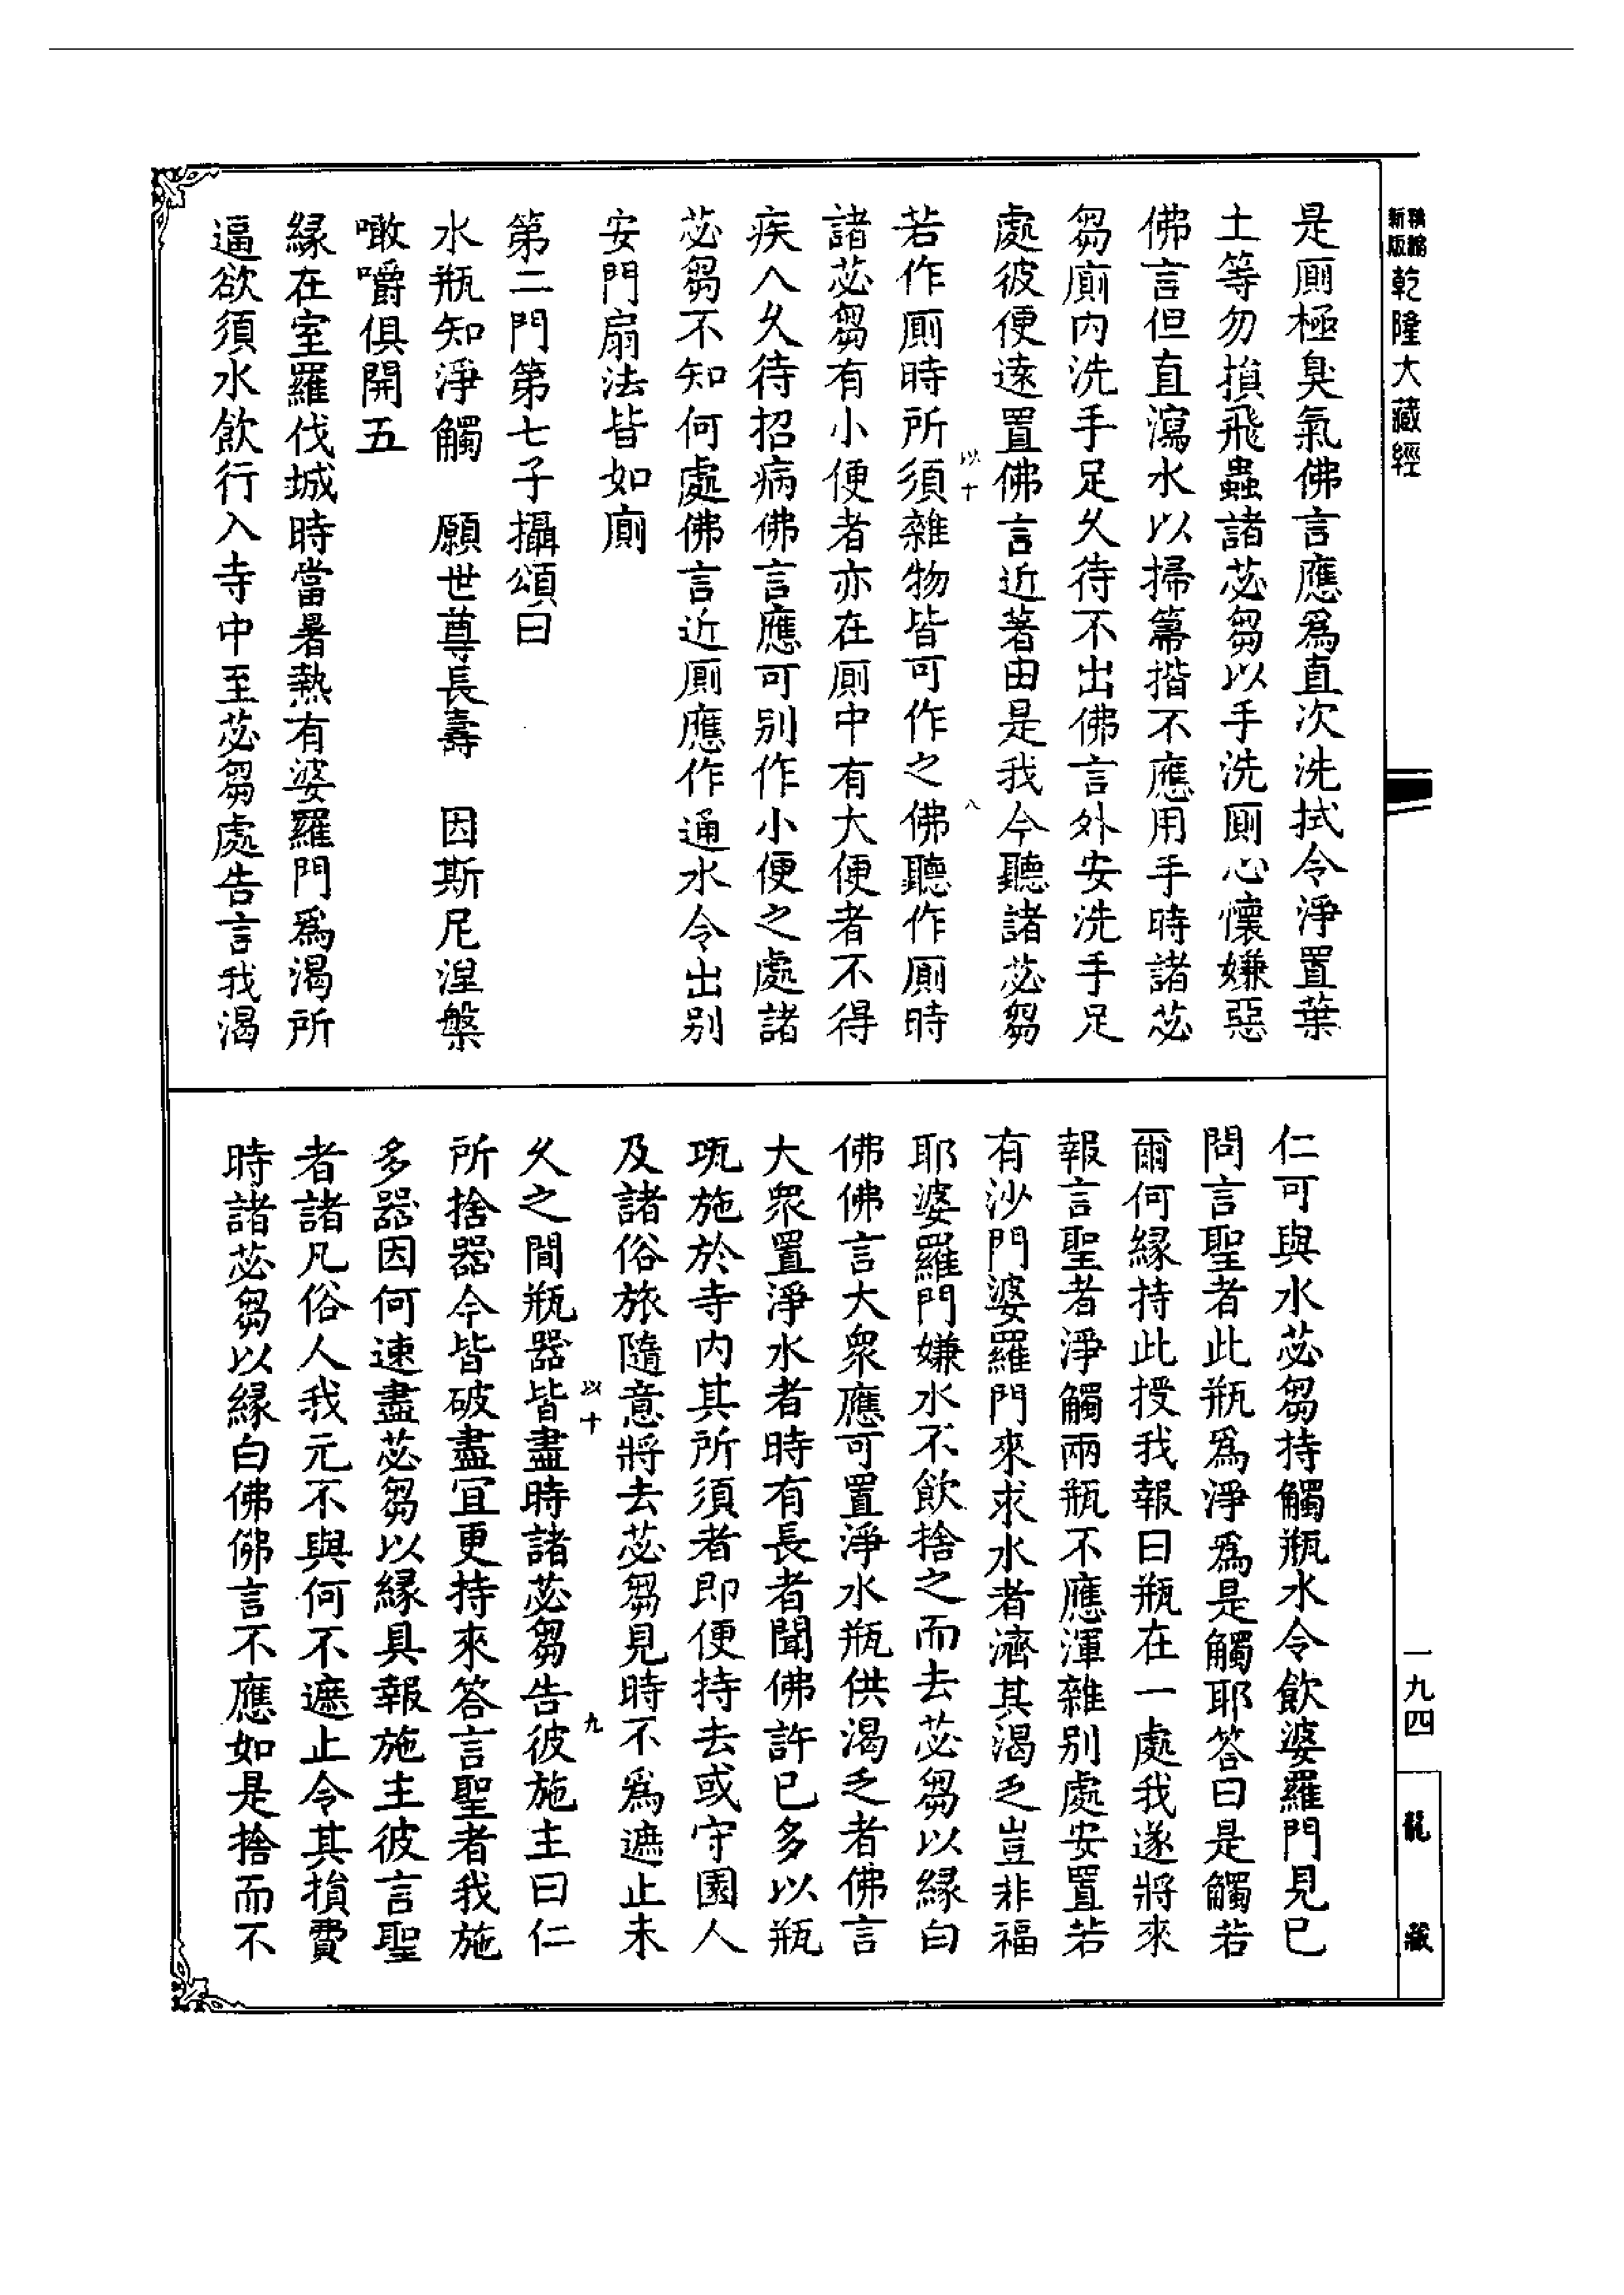 精縮新版乾隆大藏經
是廁極臭氣佛言應爲直次洗拭令淨置葉
土等勿損飛蟲諸苾芻以手洗廁心懷嫌惡
佛言但直瀉水以掃箒揩不應用手時諸苾
芻廁內洗手足久待不出佛言外安洗手足
處彼便遠置佛言近著由是我今聽諸苾芻
以十
八
若作廁時所須雜物皆可作之佛聽作廁時
諸苾芻有小便者亦在廁中有大便者不得
疾入久待招病佛言應可別作小便之處諸
苾芻不知何處佛言近廁應作通水令出別
安門扇法皆如廁
第二門第七子攝頌曰
水瓶知淨觸　願世尊長壽　因斯尼涅槃
噉嚼俱開五
緣在室羅伐城時當暑熱有婆羅門爲渴所
逼欲須水飲行入寺中至苾芻處告言我渴
仁可與水苾芻持觸瓶水令飲婆羅門見已
問言聖者此瓶爲淨爲是觸耶答曰是觸若
爾何緣持此授我報曰瓶在一處我遂將來
報言聖者淨觸兩瓶不應渾雜別處安置若
有沙門婆羅門來求水者濟其渴乏豈非福
耶婆羅門嫌水不飲捨之而去苾芻以緣白
佛佛言大眾應可置淨水瓶供渴乏者佛言
大眾置淨水者時有長者聞佛許已多以瓶
瓨施於寺內其所須者即便持去或守園人
及諸俗旅隨意將去苾芻見時不爲遮止未
以十
九
久之間瓶器皆盡時諸苾芻告彼施主曰仁
所捨器今皆破盡宜更持來答言聖者我施
多器因何速盡苾芻以緣具報施主彼言聖
者諸凡俗人我元不與何不遮止令其損費
時諸苾芻以緣白佛佛言不應如是捨而不
一九四
龍藏